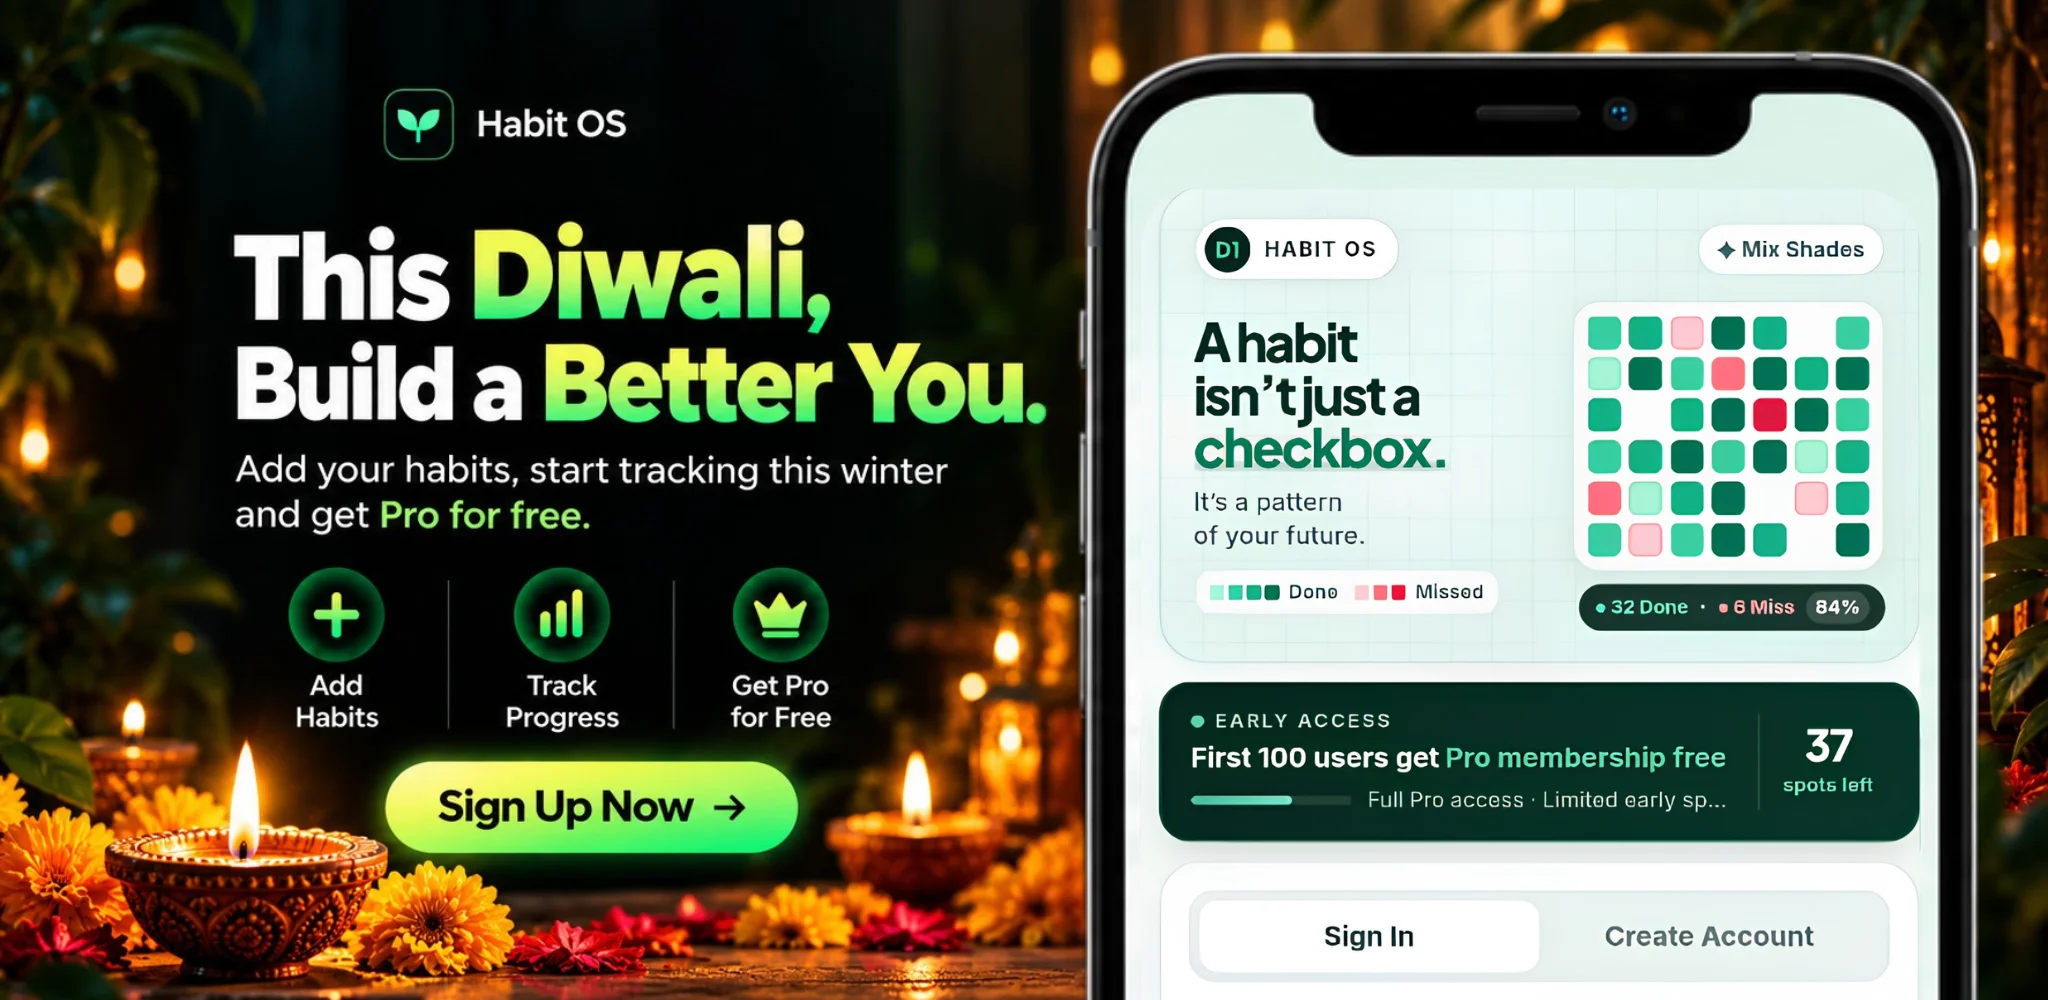 Habit OS
This Diwali,
Build a Better You.
Add your habits, start tracking this winter
and get Pro for free.
Add
Habits
Track
Progress
Get Pro
for Free
Sign Up Now →
D1 HABIT OS
Mix Shades
A habit
isn't just a
checkbox.
It's a pattern
of your future.
Done Missed
32 Done · 6 Miss 84%
EARLY ACCESS
First 100 users get Pro membership free
Full Pro access · Limited early sp...
37
spots left
Sign In
Create Account